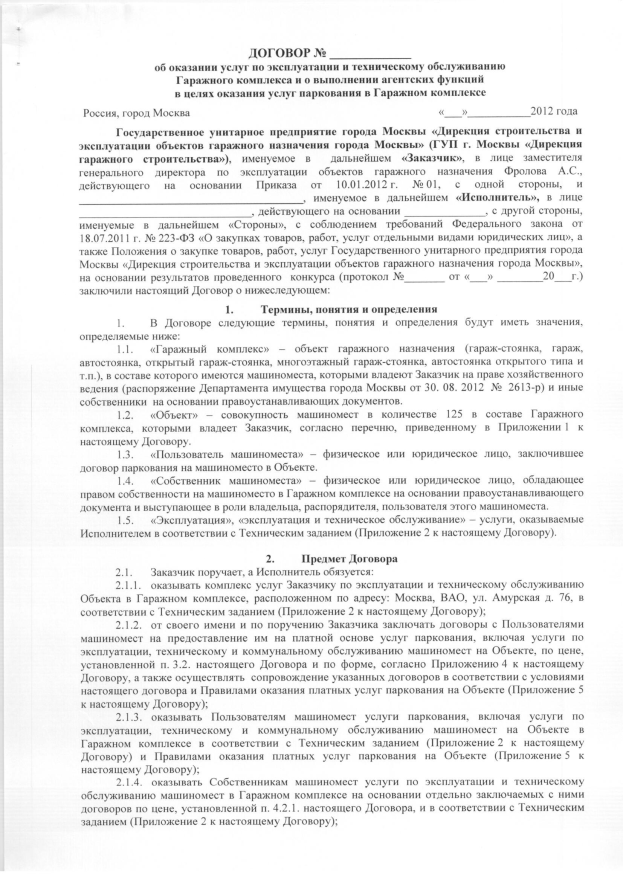 ДОГОВОР № ____________
об оказании услуг по эксплуатации и техническому обслуживанию
Гаражного комплекса и о выполнении агентских функций
в целях оказания услуг паркования в Гаражном комплексе
Россия, город Москва «___»___________2012 года
Государственное унитарное предприятие города Москвы «Дирекция строительства и
эксплуатации объектов гаражного назначения города Москвы» (ГУП г. Москвы «Дирекция
гаражного строительства»), именуемое в дальнейшем «Заказчик», в лице заместителя
генерального директора по эксплуатации объектов гаражного назначения Фролова А.С.,
действующего на основании Приказа от 10.01.2012 г. № 01, с одной стороны, и
___________________________________, именуемое в дальнейшем «Исполнитель», в лице
___________________________, действующего на основании _____________, с другой стороны,
именуемые в дальнейшем «Стороны», с соблюдением требований Федерального закона от
18.07.2011 г. № 223-ФЗ «О закупках товаров, работ, услуг отдельными видами юридических лиц», а
также Положения о закупке товаров, работ, услуг Государственного унитарного предприятия города
Москвы «Дирекция строительства и эксплуатации объектов гаражного назначения города Москвы»,
на основании результатов проведенного конкурса (протокол №_______ от «___» ________20___г.)
заключили настоящий Договор о нижеследующем:
1. Термины, понятия и определения
1. В Договоре следующие термины, понятия и определения будут иметь значения,
определяемые ниже:
1.1. «Гаражный комплекс» – объект гаражного назначения (гараж-стоянка, гараж,
автостоянка, открытый гараж-стоянка, многоэтажный гараж-стоянка, автостоянка открытого типа и
т.п.), в составе которого имеются машиноместа, которыми владеют Заказчик на праве хозяйственного
ведения (распоряжение Департамента имущества города Москвы от 30. 08. 2012 № 2613-р) и иные
собственники на основании правоустанавливающих документов.
1.2. «Объект» – совокупность машиномест в количестве 125 в составе Гаражного
комплекса, которыми владеет Заказчик, согласно перечню, приведенному в Приложении 1 к
настоящему Договору.
1.3. «Пользователь машиноместа» – физическое или юридическое лицо, заключившее
договор паркования на машиноместо в Объекте.
1.4. «Собственник машиноместа» – физическое или юридическое лицо, обладающее
правом собственности на машиноместо в Гаражном комплексе на основании правоустанавливающего
документа и выступающее в роли владельца, распорядителя, пользователя этого машиноместа.
1.5. «Эксплуатация», «эксплуатация и техническое обслуживание» – услуги, оказываемые
Исполнителем в соответствии с Техническим заданием (Приложение 2 к настоящему Договору).
2. Предмет Договора
2.1. Заказчик поручает, а Исполнитель обязуется:
2.1.1. оказывать комплекс услуг Заказчику по эксплуатации и техническому обслуживанию
Объекта в Гаражном комплексе, расположенном по адресу: Москва, ВАО, ул. Амурская д. 76, в
соответствии с Техническим заданием (Приложение 2 к настоящему Договору);
2.1.2. от своего имени и по поручению Заказчика заключать договоры с Пользователями
машиномест на предоставление им на платной основе услуг паркования, включая услуги по
эксплуатации, техническому и коммунальному обслуживанию машиномест на Объекте, по цене,
установленной п. 3.2. настоящего Договора и по форме, согласно Приложению 4 к настоящему
Договору, а также осуществлять сопровождение указанных договоров в соответствии с условиями
настоящего договора и Правилами оказания платных услуг паркования на Объекте (Приложение 5
к настоящему Договору);
2.1.3. оказывать Пользователям машиномест услуги паркования, включая услуги по
эксплуатации, техническому и коммунальному обслуживанию машиномест на Объекте в
Гаражном комплексе в соответствии с Техническим заданием (Приложение 2 к настоящему
Договору) и Правилами оказания платных услуг паркования на Объекте (Приложение 5 к
настоящему Договору);
2.1.4. оказывать Собственникам машиномест услуги по эксплуатации и техническому
обслуживанию машиномест в Гаражном комплексе на основании отдельно заключаемых с ними
договоров по цене, установленной п. 4.2.1. настоящего Договора, и в соответствии с Техническим
заданием (Приложение 2 к настоящему Договору);